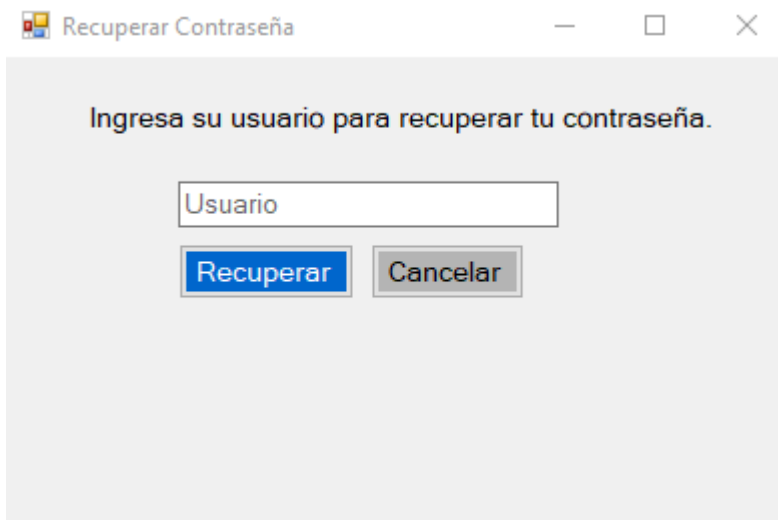 Recuperar Contraseña
Ingresa su usuario para recuperar tu contraseña.
Usuario
Recuperar Cancelar